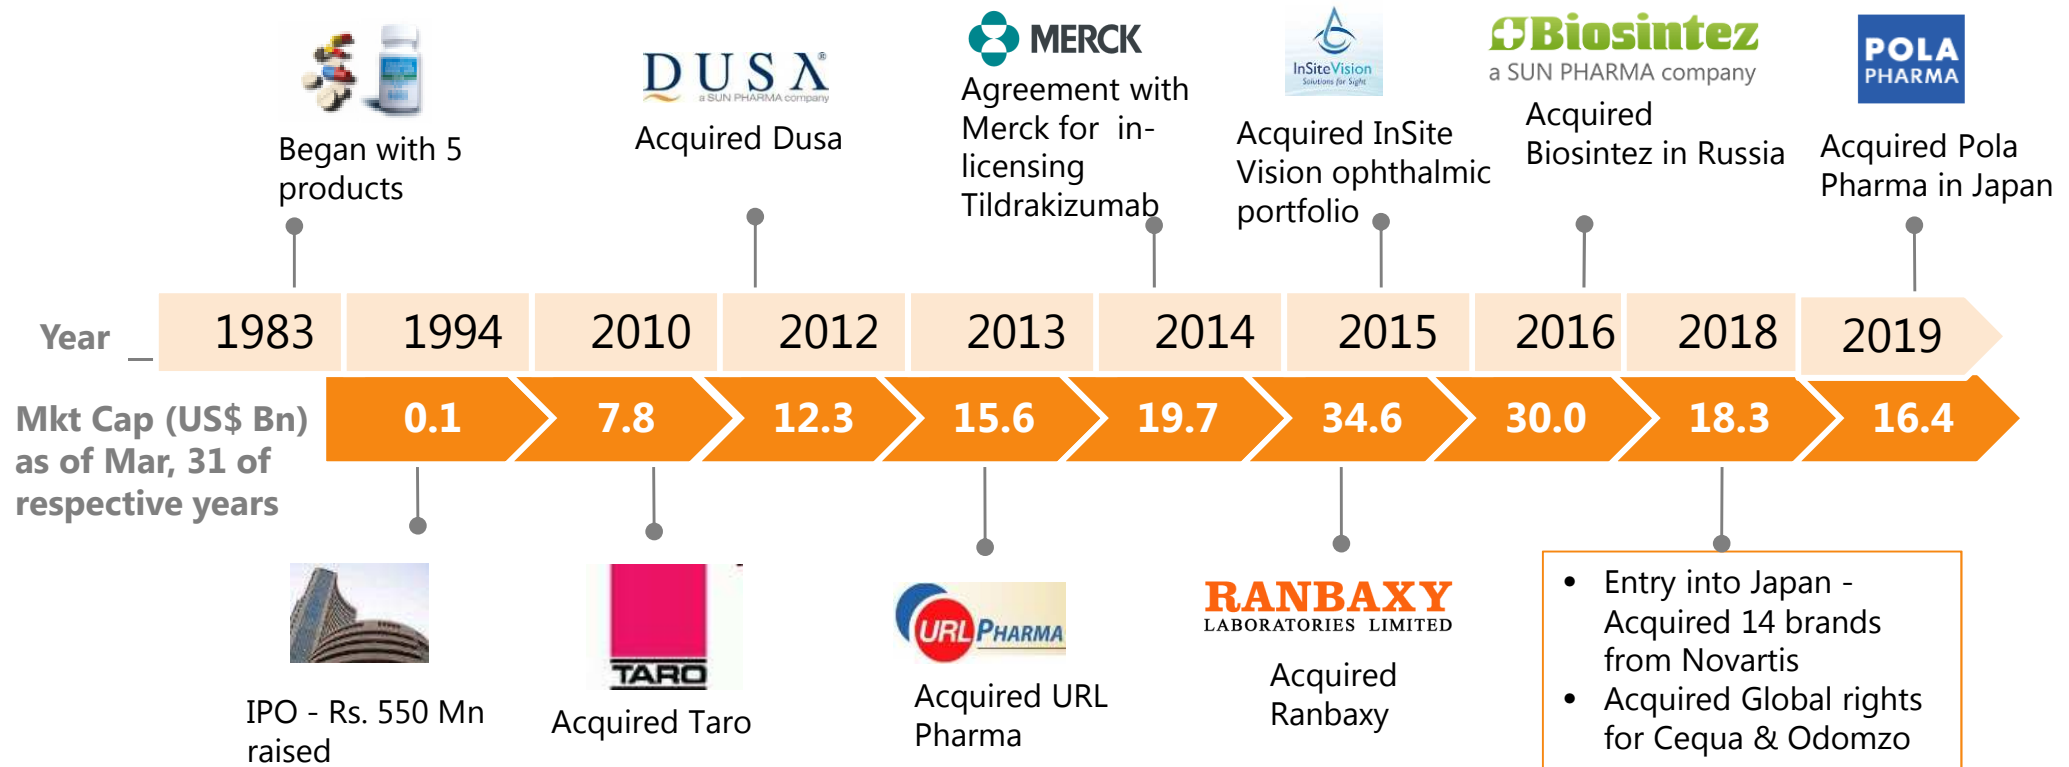 DUSA®
a SUN PHARMA company
MERCK
InSiteVision
Solutions for Sight
Biosintez
a SUN PHARMA company
POLA
PHARMA
Began with 5
products
Acquired Dusa
Agreement with
Merck for in-
licensing
Tildrakizumab
Acquired InSite
Vision ophthalmic
portfolio
Acquired
Biosintez in Russia
Acquired Pola
Pharma in Japan
Year _ 1983 1994 2010 2012 2013 2014 2015 2016 2018 2019
Mkt Cap (US$ Bn)
as of Mar, 31 of
respective years
0.1 7.8 12.3 15.6 19.7 34.6 30.0 18.3 16.4
IPO - Rs. 550 Mn
raised
TARO
Acquired Taro
URL PHARMA
Acquired URL
Pharma
RANBAXY
LABORATORIES LIMITED
Acquired
Ranbaxy
• Entry into Japan -
Acquired 14 brands
from Novartis
• Acquired Global rights
for Cequa & Odomzo